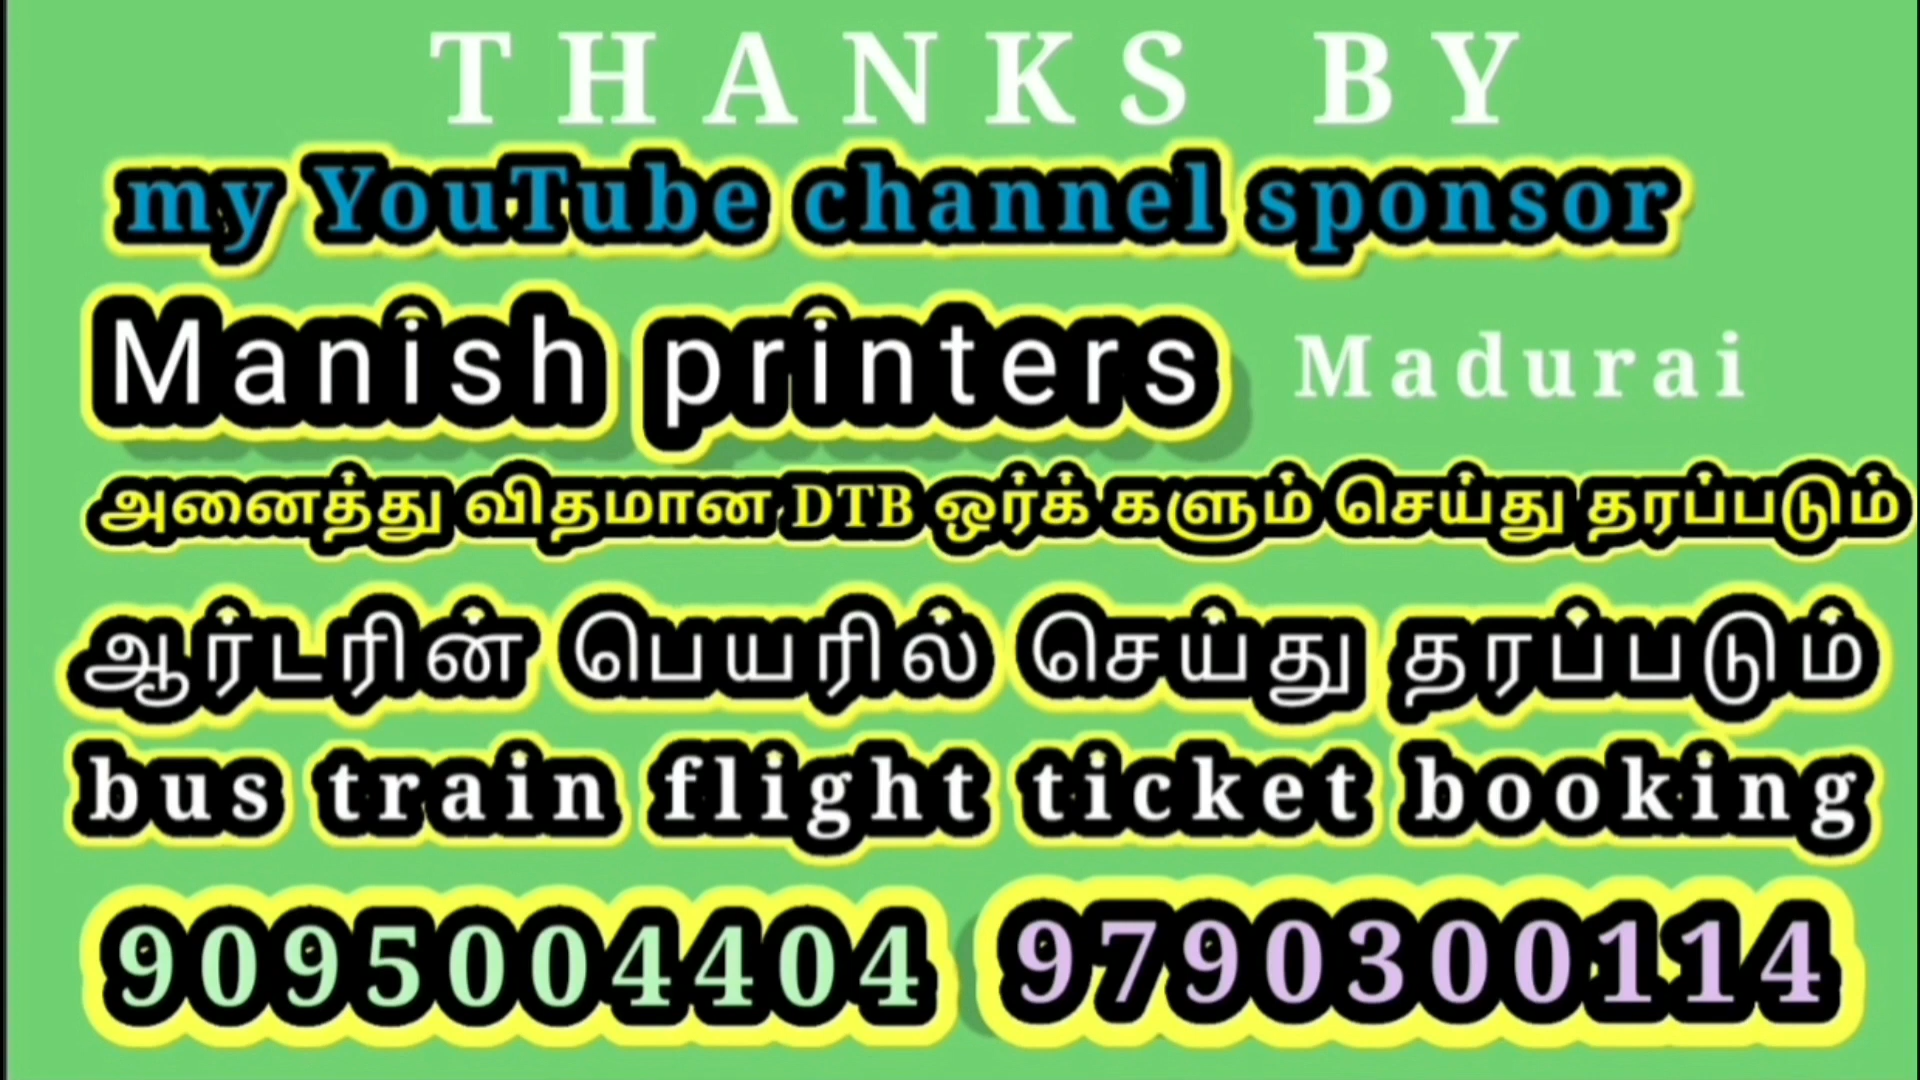 THANKS BY
my YouTube channel sponsor
Manish printers Madurai
அனைத்து விதமான DTB ஒர்க் களும் செய்து தரப்படும்
ஆர்டரின் பெயரில் செய்து தரப்படும்
bus train flight ticket booking
9095004404 9790300114